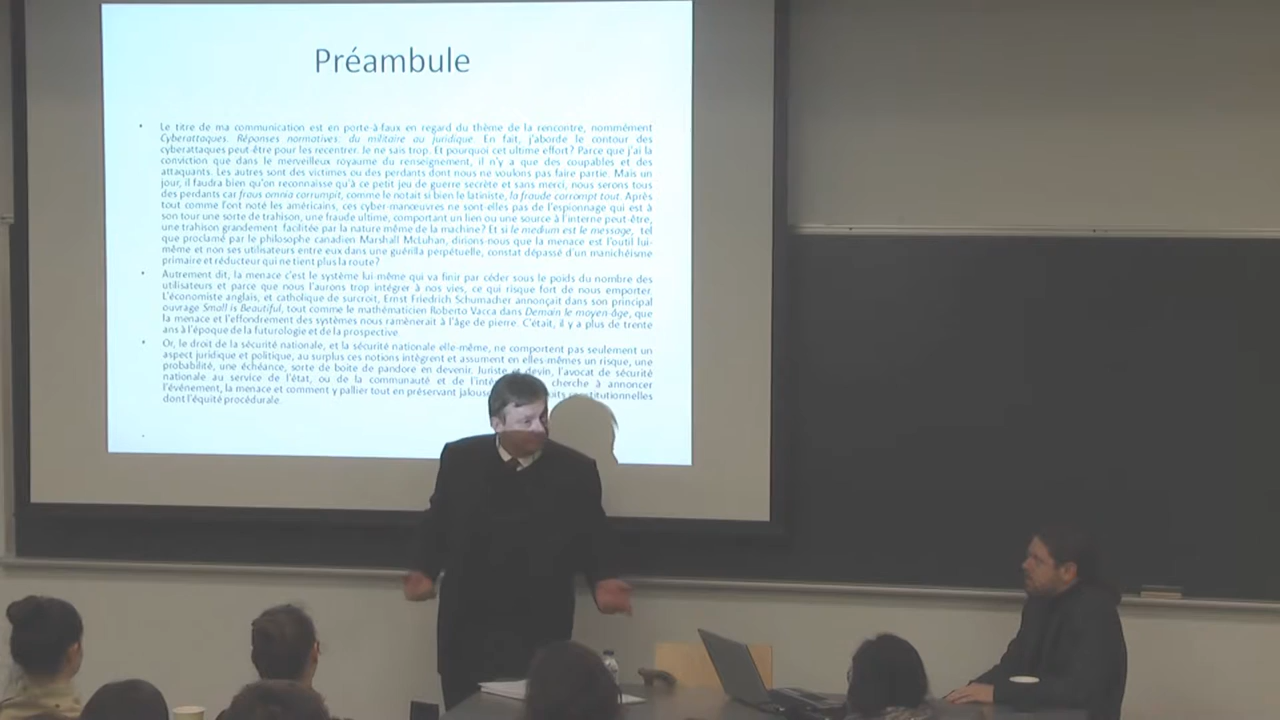 Préambule
• Le titre de ma communication est en porte-à-faux en regard du thème de la rencontre, nommément
Cyberattaques. Réponses normatives, du militaire au juridique. En fait, j'aborde le contour des
cyberattaques peut-être pour les recentrer. Je ne sais trop. Et pourquoi cet ultime effort? Parce que j'ai la
conviction que dans le merveilleux royaume du renseignement, il n'y a que des coupables et des
attaquants. Les autres sont des victimes ou des perdants dont nous ne voulons pas faire partie. Mais un
jour, il faudra bien qu'on reconnaisse qu'à ce petit jeu de guerre secrète et sans merci, nous serons tous
des perdants car fraus omnia corrumpit, comme le notait si bien le latiniste, la fraude corrompt tout. Après
tout comme l'ont noté les américains, ces cyber-manœuvres ne sont-elles pas de l'espionnage qui est à
son tour une sorte de trahison, une fraude ultime, comportant un lien ou une source à l'interne peut-être,
une trahison grandement facilitée par la nature même de la machine? Et si le medium est le message, tel
que proclamé par le philosophe canadien Marshall McLuhan, dirions-nous que la menace est l'outil lui-
même et non ses utilisateurs entre eux dans une guérilla perpétuelle, constat dépassé d'un manichéisme
primaire et réducteur qui ne tient plus la route?
• Autrement dit, la menace c'est le système lui-même qui va finir par céder sous le poids du nombre des
utilisateurs et parce que nous l'aurons trop intégrer à nos vies, ce qui risque fort de nous emporter.
L'économiste anglais, et catholique de surcroit, Ernst Friedrich Schumacher annonçait dans son principal
ouvrage Small is Beautiful, tout comme le mathématicien Roberto Vacca dans Demain le moyen-âge, que
la menace et l'effondrement des systèmes nous ramènerait à l'âge de pierre. C'était, il y a plus de trente
ans à l'époque de la futurologie et de la prospective.
• Or, le droit de la sécurité nationale, et la sécurité nationale elle-même, ne comportent pas seulement un
aspect juridique et politique, au surplus ces notions intègrent et assument en elles-mêmes un risque, une
probabilité, une échéance, sorte de boite de pandore en devenir. Juriste et devin, l'avocat de sécurité
nationale au service de l'état, ou de la communauté et de cherche à annoncer
l'événement, la menace et comment y pallier tout en préservant
dont l'équité procédurale.